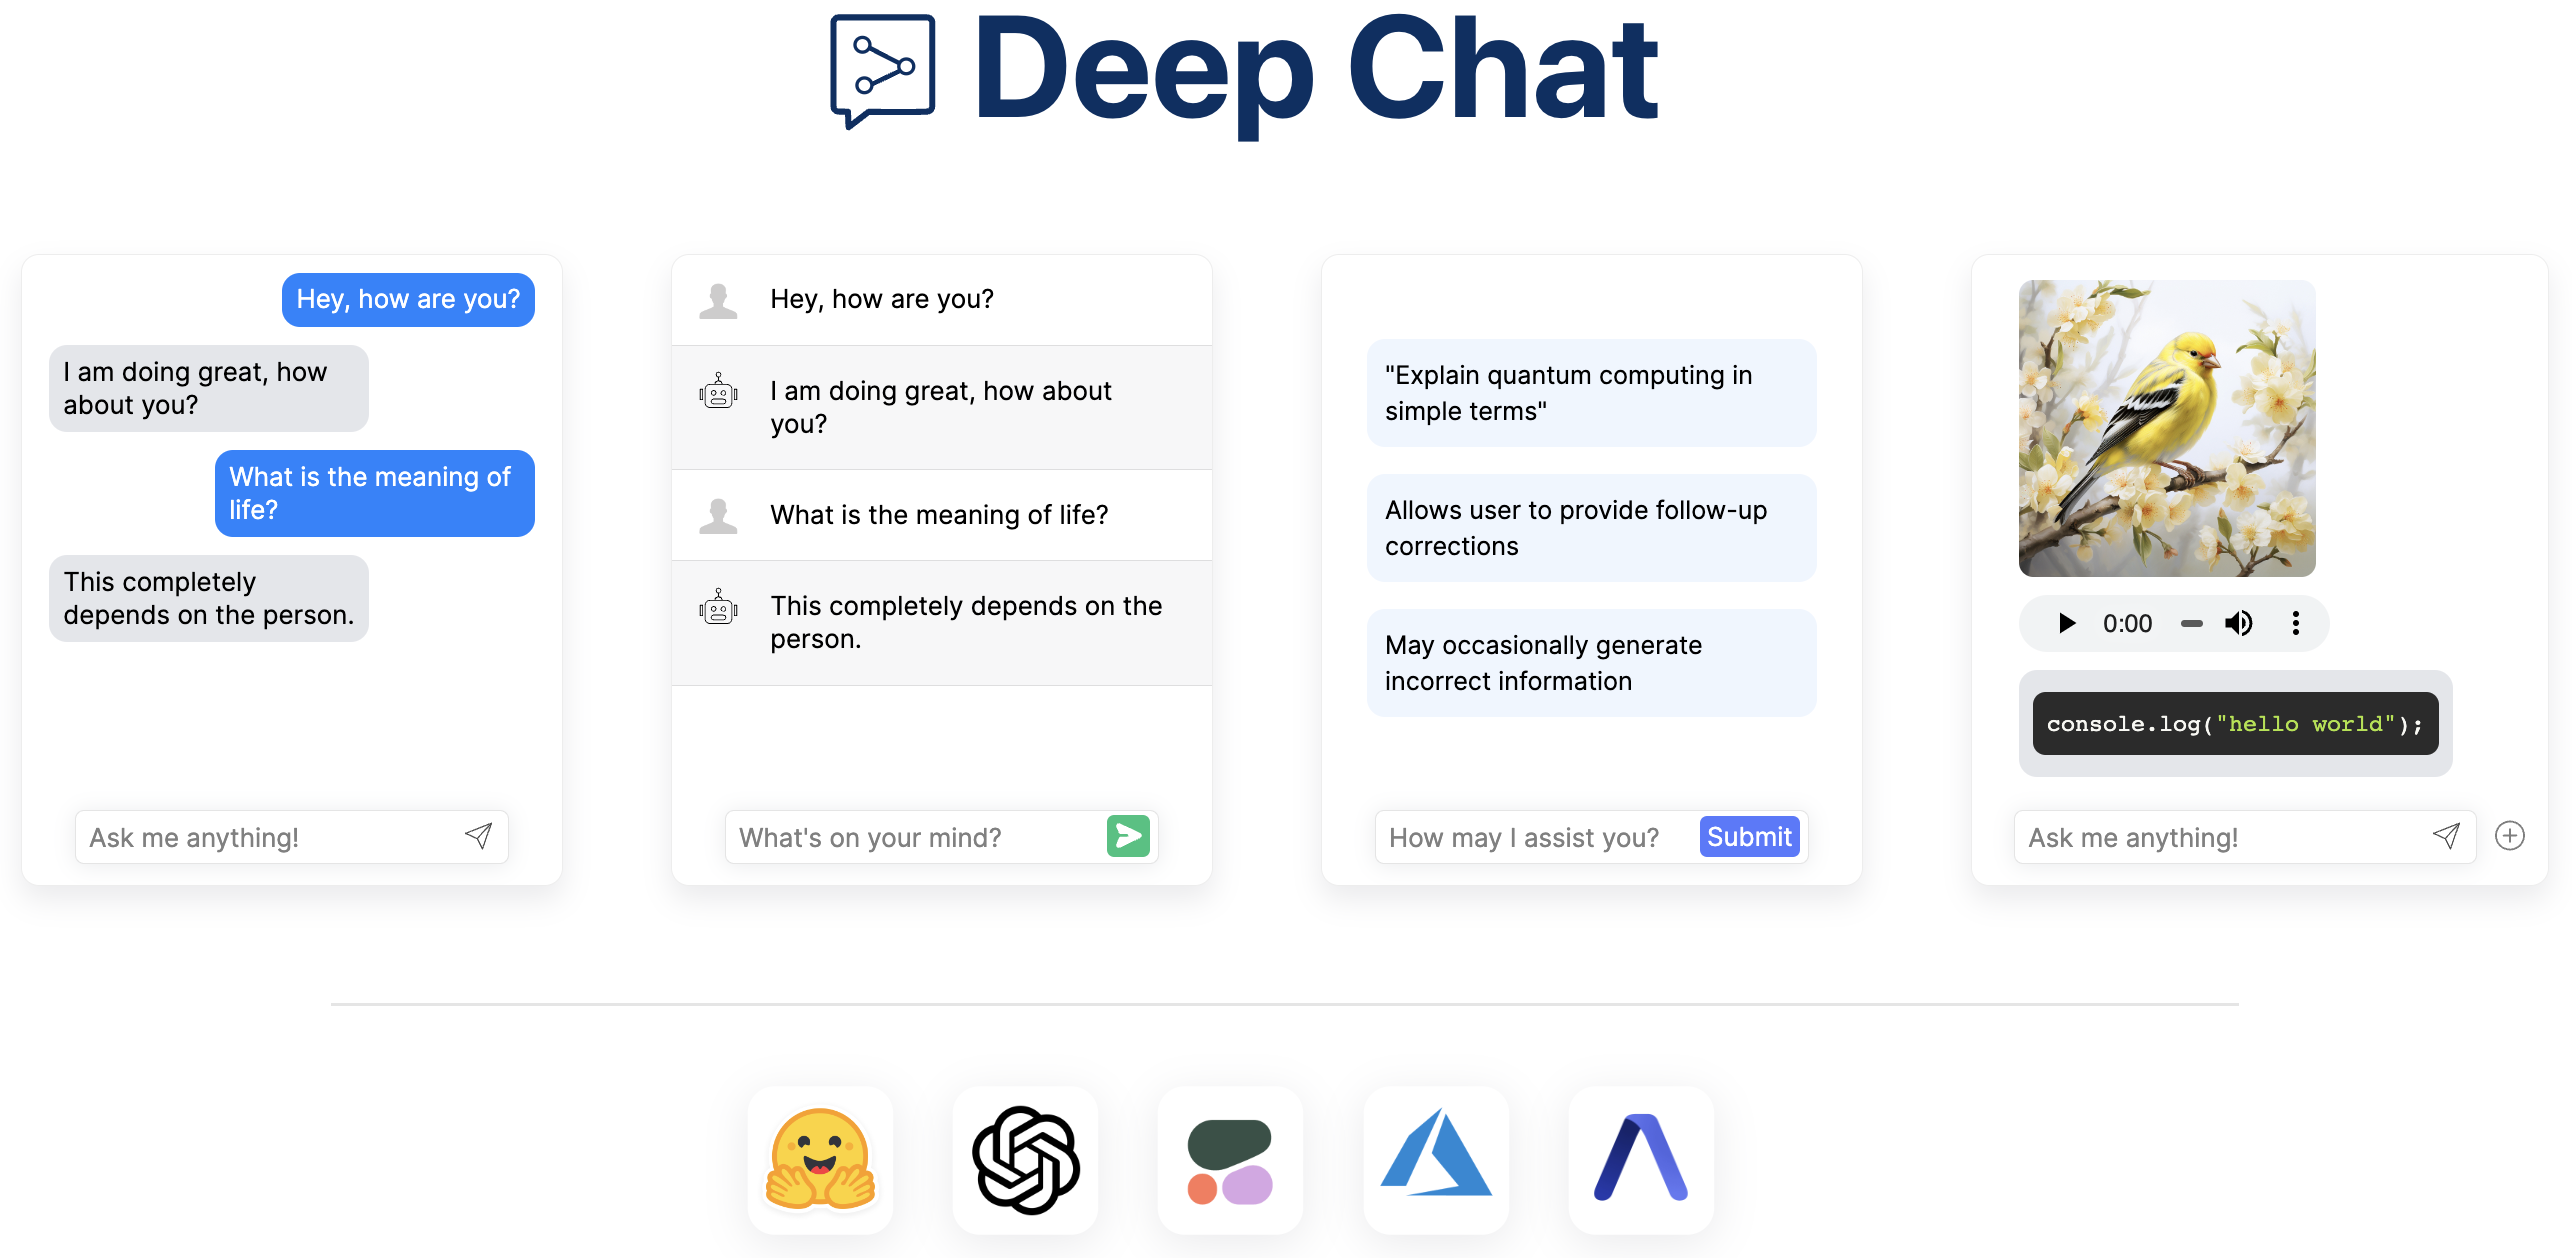 Deep Chat
Hey, how are you?
I am doing great, how
about you?
What is the meaning of
life?
This completely
depends on the person.
Ask me anything!
Hey, how are you?
I am doing great, how about
you?
What is the meaning of life?
This completely depends on the
person.
What's on your mind?
"Explain quantum computing in
simple terms"
Allows user to provide follow-up
corrections
May occasionally generate
incorrect information
How may I assist you?
Submit
0:00
console.log("hello world");
Ask me anything!